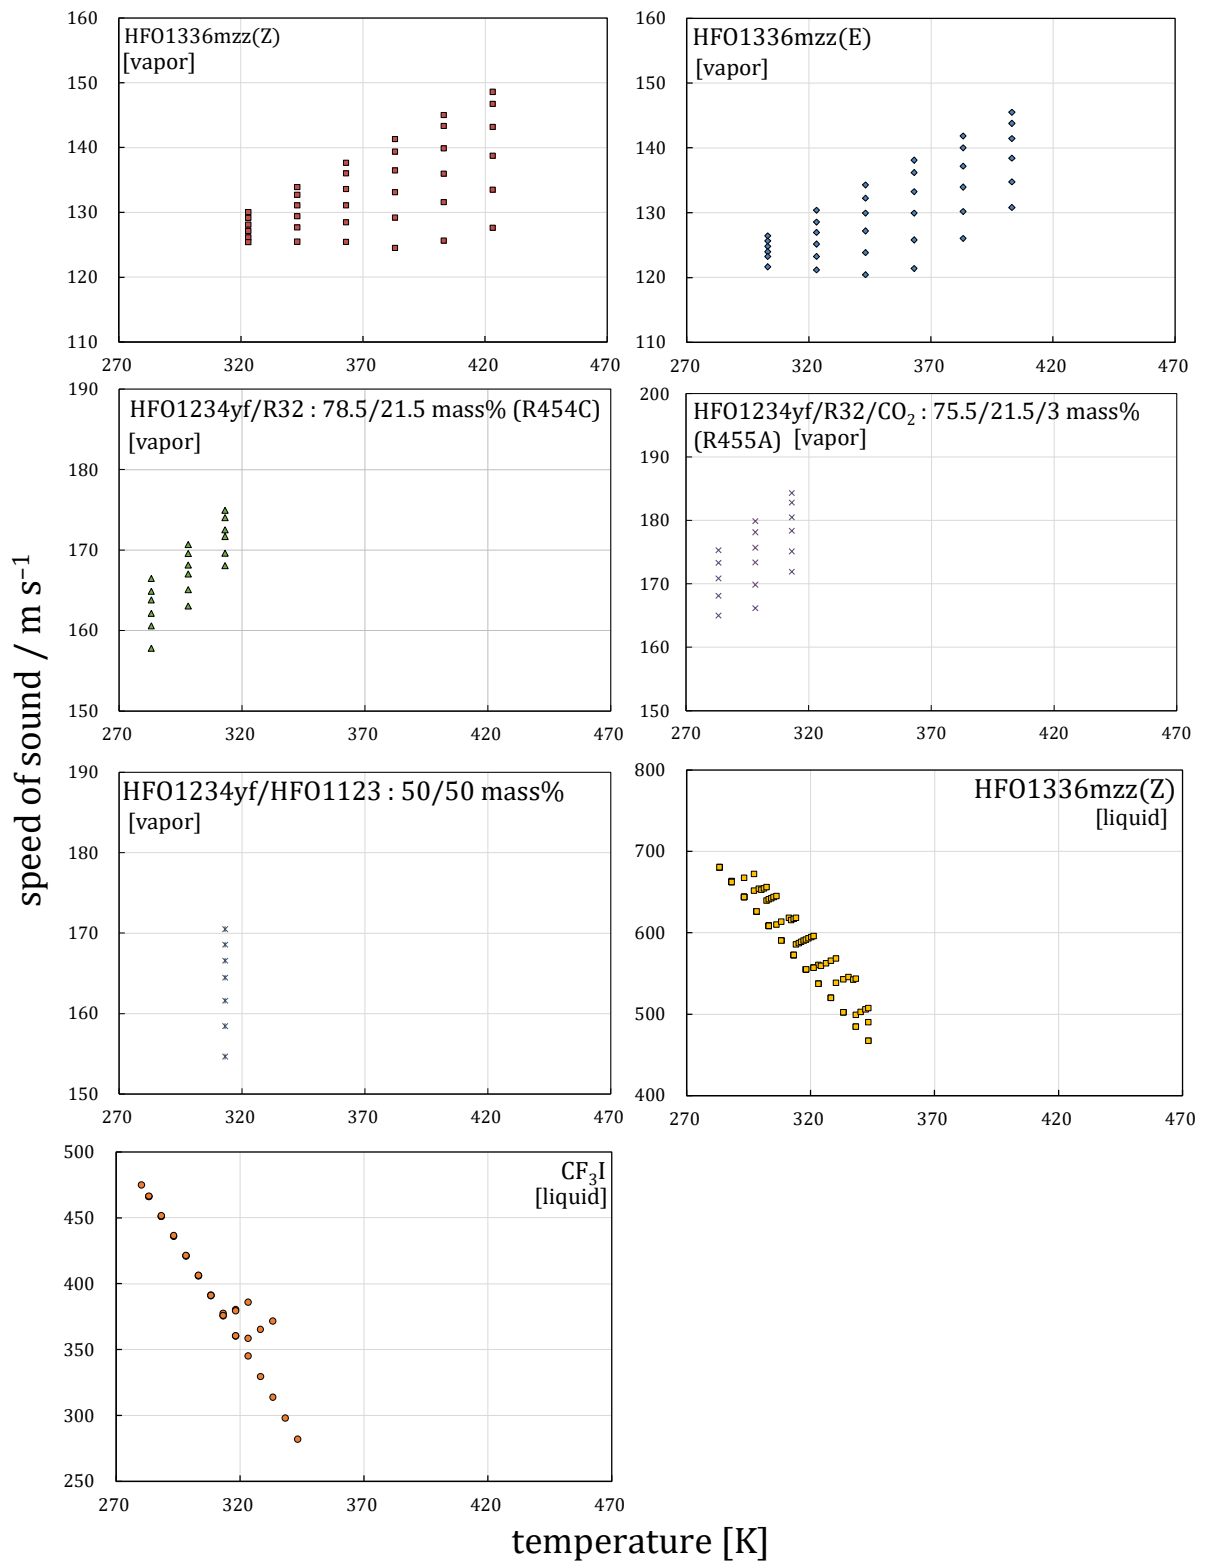 HFO1336mzz(Z)
[vapor]
160
150
140
130
120
110
270 320 370 420 470
HFO1336mzz(E)
[vapor]
160
150
140
130
120
110
270 320 370 420 470
HFO1234yf/R32 : 78.5/21.5 mass% (R454C)
[vapor]
190
180
170
160
150
270 320 370 420 470
HFO1234yf/R32/CO₂ : 75.5/21.5/3 mass%
(R455A) [vapor]
200
190
180
170
160
150
270 320 370 420 470
speed of sound / m s⁻¹
HFO1234yf/HFO1123 : 50/50 mass%
[vapor]
190
180
170
160
150
270 320 370 420 470
HFO1336mzz(Z)
[liquid]
800
700
600
500
400
270 320 370 420 470
CF₃I
[liquid]
500
450
400
350
300
250
270 320 370 420 470
temperature [K]